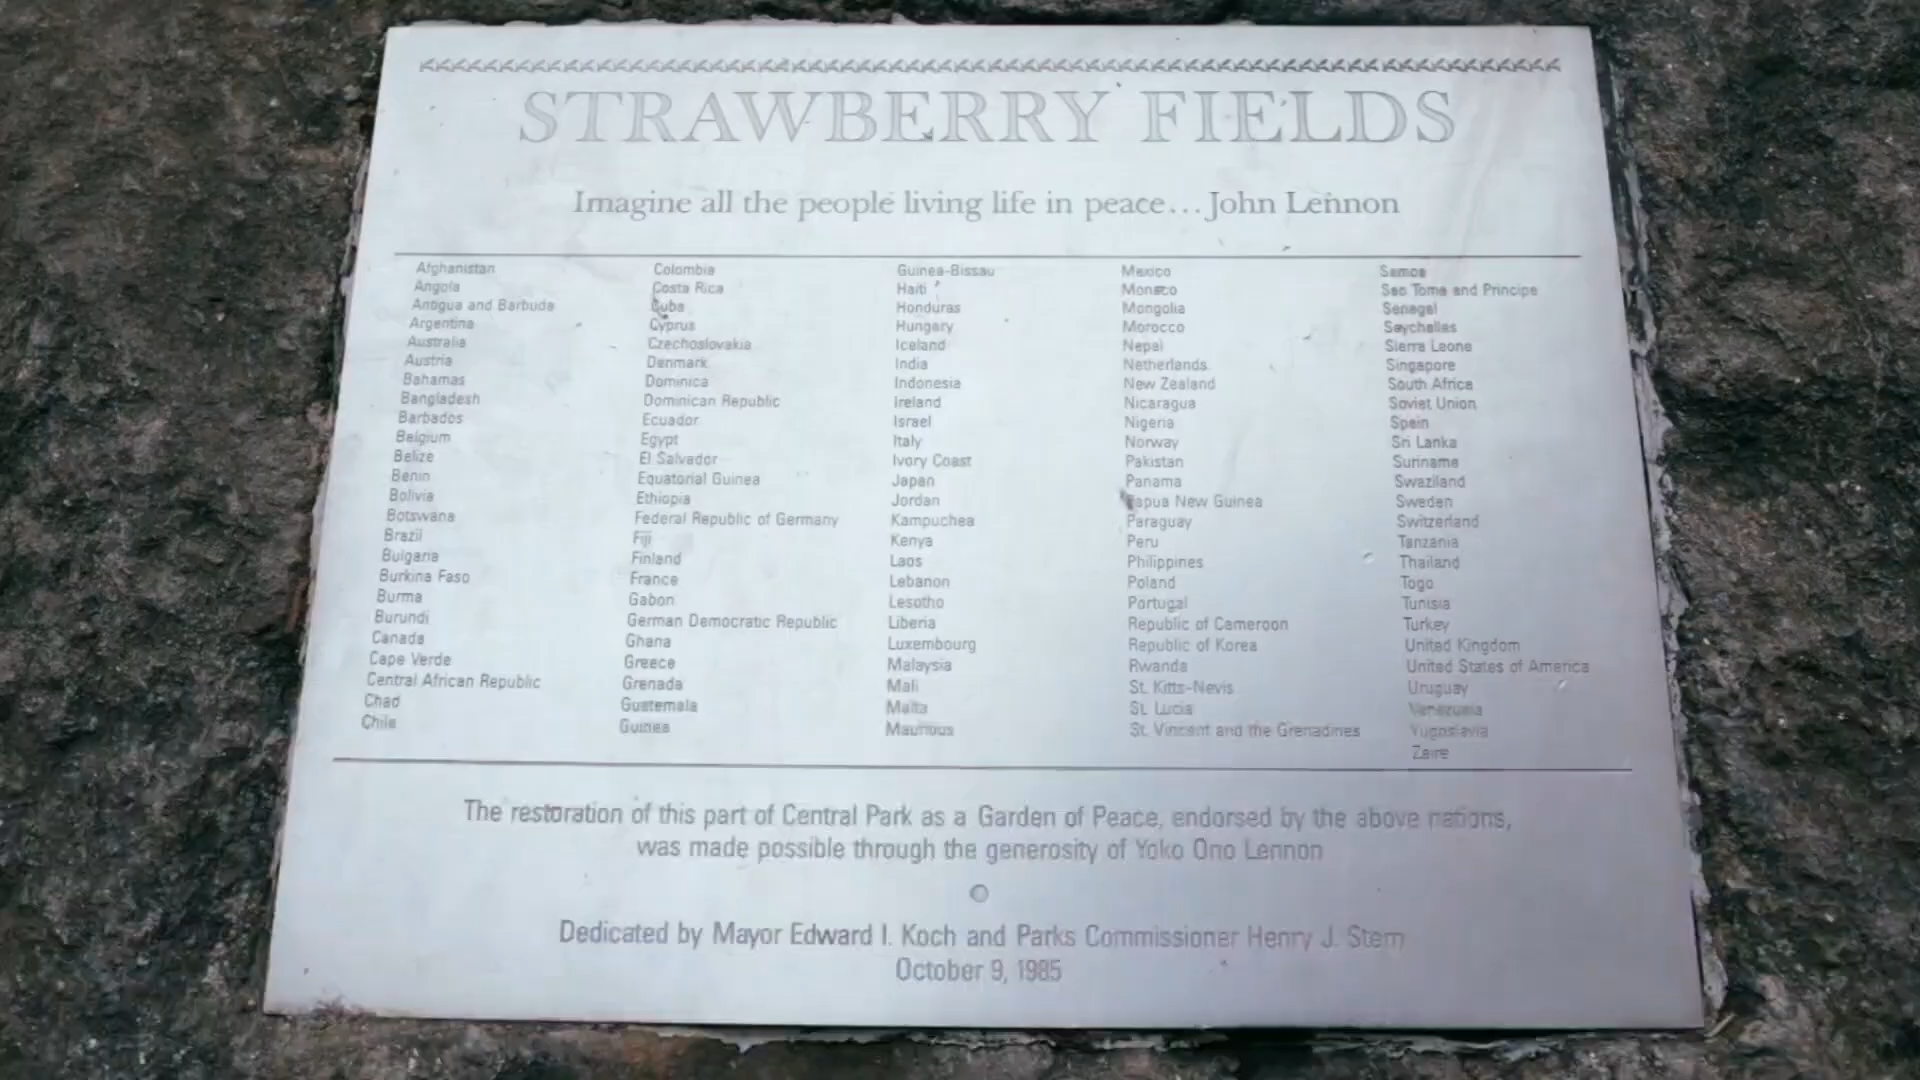 STRAWBERRY FIELDS
Imagine all the people living life in peace...John Lennon
Afghanistan
Angola
Antigua and Barbuda
Argentina
Australia
Austria
Bahamas
Bangladesh
Barbados
Belgium
Belize
Benin
Bolivia
Botswana
Brazil
Bulgaria
Burkina Faso
Burma
Burundi
Canada
Cape Verde
Central African Republic
Chad
Chile
Colombia
Costa Rica
Cuba
Cyprus
Czechoslovakia
Denmark
Dominica
Dominican Republic
Ecuador
Egypt
El Salvador
Equatorial Guinea
Ethiopia
Federal Republic of Germany
Fiji
Finland
France
Gabon
German Democratic Republic
Ghana
Greece
Grenada
Guatemala
Guinea
Guinea-Bissau
Haiti
Honduras
Hungary
Iceland
India
Indonesia
Ireland
Israel
Italy
Ivory Coast
Japan
Jordan
Kampuchea
Kenya
Laos
Lebanon
Lesotho
Liberia
Luxembourg
Malaysia
Mali
Malta
Mauritius
Mexico
Monaco
Mongolia
Morocco
Nepal
Netherlands
New Zealand
Nicaragua
Nigeria
Norway
Pakistan
Panama
Papua New Guinea
Paraguay
Peru
Philippines
Poland
Portugal
Republic of Cameroon
Republic of Korea
Rwanda
St. Kitts-Nevis
St. Lucia
St. Vincent and the Grenadines
Samoa
Sao Tome and Principe
Senegal
Seychelles
Sierra Leone
Singapore
South Africa
Soviet Union
Spain
Sri Lanka
Suriname
Swaziland
Sweden
Switzerland
Tanzania
Thailand
Togo
Tunisia
Turkey
United Kingdom
United States of America
Uruguay
Venezuela
Yugoslavia
Zaire
The restoration of this part of Central Park as a Garden of Peace, endorsed by the above nations,
was made possible through the generosity of Yoko Ono Lennon
Dedicated by Mayor Edward I. Koch and Parks Commissioner Henry J. Stern
October 9, 1985